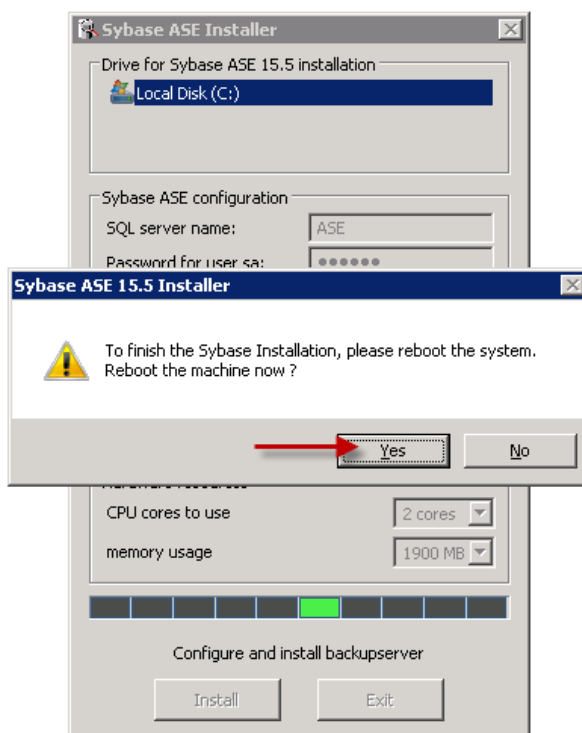 Sybase ASE Installer
Drive for Sybase ASE 15.5 installation
Local Disk (C:)
Sybase ASE configuration
SQL server name:
ASE
Password for user sa:
●●●●●●
Sybase ASE 15.5 Installer
To finish the Sybase Installation, please reboot the system.
Reboot the machine now ?
Yes
No
CPU cores to use
2 cores
memory usage
1900 MB
Configure and install backupserver
Install
Exit